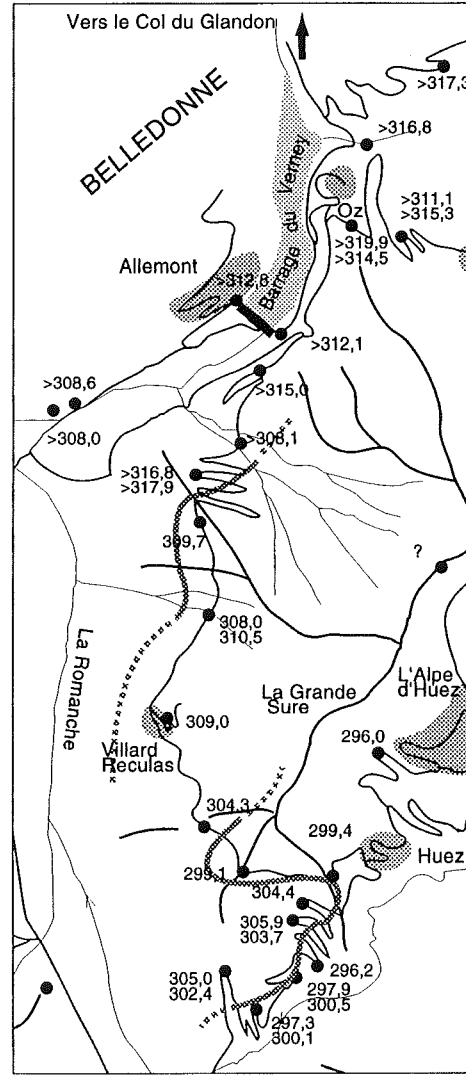 Vers le Col du Glandon
>317,3
BELLEDONNE
>316,8
Barrage du Verney
Oz
>311,1
>315,3
>319,9
>314,5
Allemont
>312,8
>312,1
>315,0
>308,6
>308,0
>308,1
>316,8
>317,9
309,7
?
308,0
310,5
La Romanche
L'Alpe
d'Huez
La Grande
Sure
309,0
296,0
Villard
Reculas
304,3
299,4
Huez
299,1
304,4
305,9
303,7
296,2
305,0
302,4
297,9
300,5
297,3
300,1